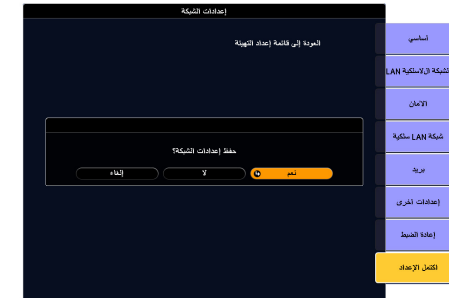 إعدادات الشبكة
العودة إلى قائمة إعداد التهيئة
أساسي
شبكة الاسلكية LAN
الأمان
شبكة LAN سلكية
بريد
إعدادات أخرى
إعادة الضبط
اكتمل الإعداد
حفظ إعدادات الشبكة؟
نعم
لا
إلغاء